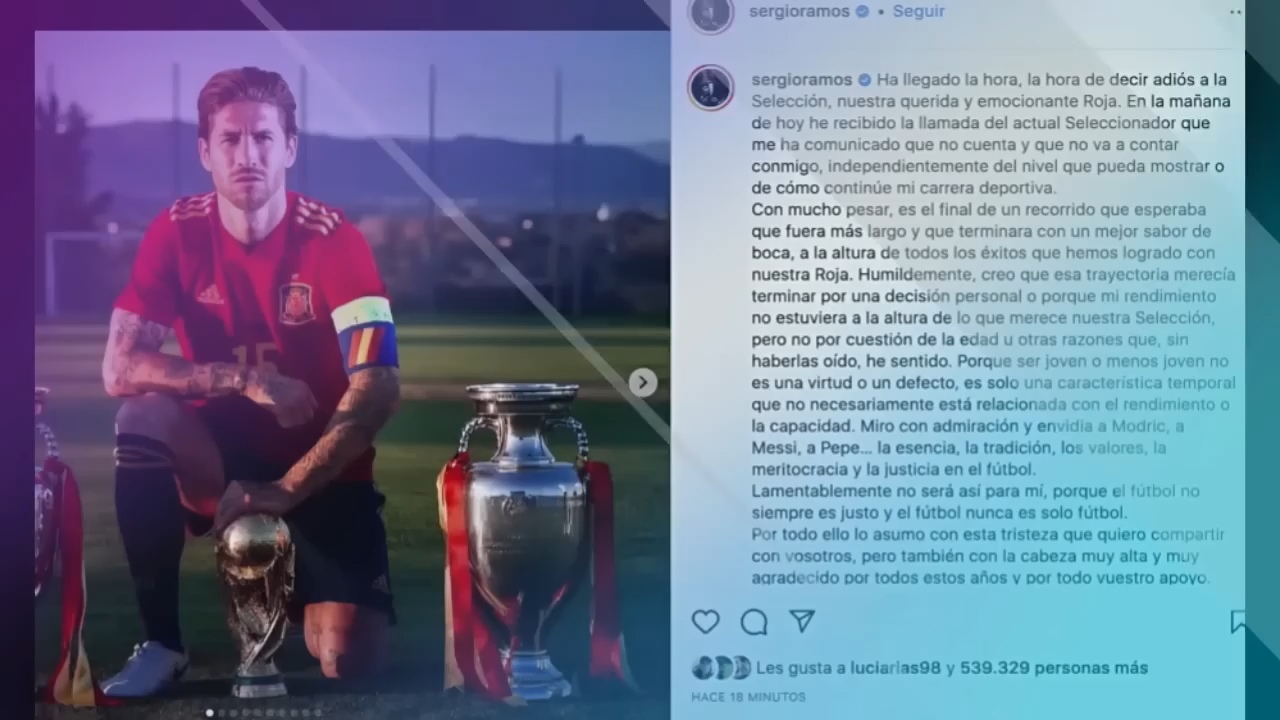 sergioramos • Seguir
sergioramos Ha llegado la hora, la hora de decir adiós a la
Selección, nuestra querida y emocionante Roja. En la mañana
de hoy he recibido la llamada del actual Seleccionador que
me ha comunicado que no cuenta y que no va a contar
conmigo, independientemente del nivel que pueda mostrar o
de cómo continúe mi carrera deportiva.
Con mucho pesar, es el final de un recorrido que esperaba
que fuera más largo y que terminara con un mejor sabor de
boca, a la altura de todos los éxitos que hemos logrado con
nuestra Roja. Humildemente, creo que esa trayectoria merecía
terminar por una decisión personal o porque mi rendimiento
no estuviera a la altura de lo que merece nuestra Selección,
pero no por cuestión de la edad u otras razones que, sin
haberlas oído, he sentido. Porque ser joven o menos joven no
es una virtud o un defecto, es solo una característica temporal
que no necesariamente está relacionada con el rendimiento o
la capacidad. Miro con admiración y envidia a Modric, a
Messi, a Pepe... la esencia, la tradición, los valores, la
meritocracia y la justicia en el fútbol.
Lamentablemente no será así para mí, porque el fútbol no
siempre es justo y el fútbol nunca es solo fútbol.
Por todo ello lo asumo con esta tristeza que quiero compartir
con vosotros, pero también con la cabeza muy alta y muy
agradecido por todos estos años y por todo vuestro apoyo.
Les gusta a luciarlas98 y 539.329 personas más
HACE 18 MINUTOS
15